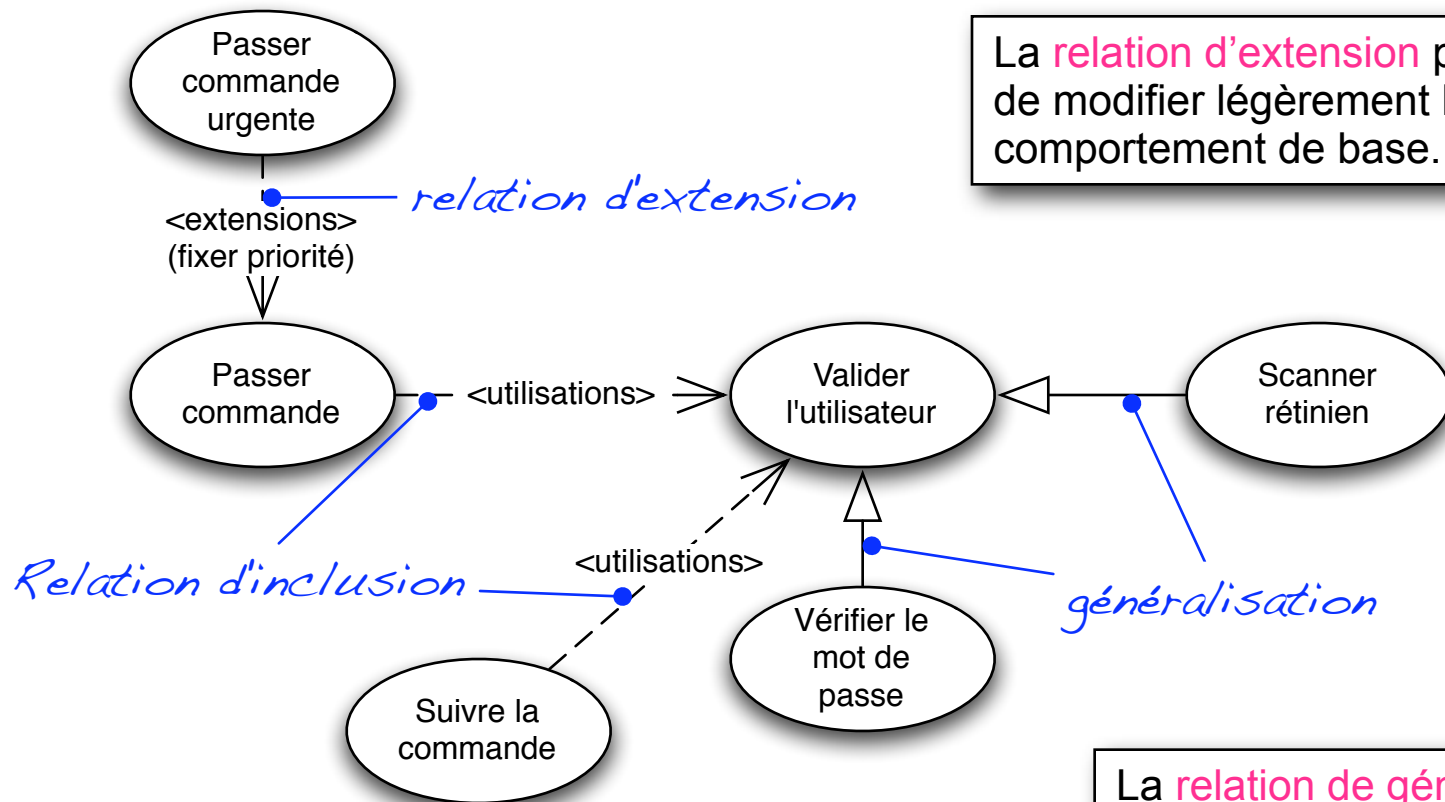 Passer
commande
urgente
La relation d'extension
de modifier légèrement
comportement de base.
relation d'extension
<extensions>
(fixer priorité)
Passer
commande
<utilisations>
Valider
l'utilisateur
Scanner
rétinien
<utilisations>
Relation d'inclusion
généralisation
Vérifier le
mot de
passe
Suivre la
commande
La relation de